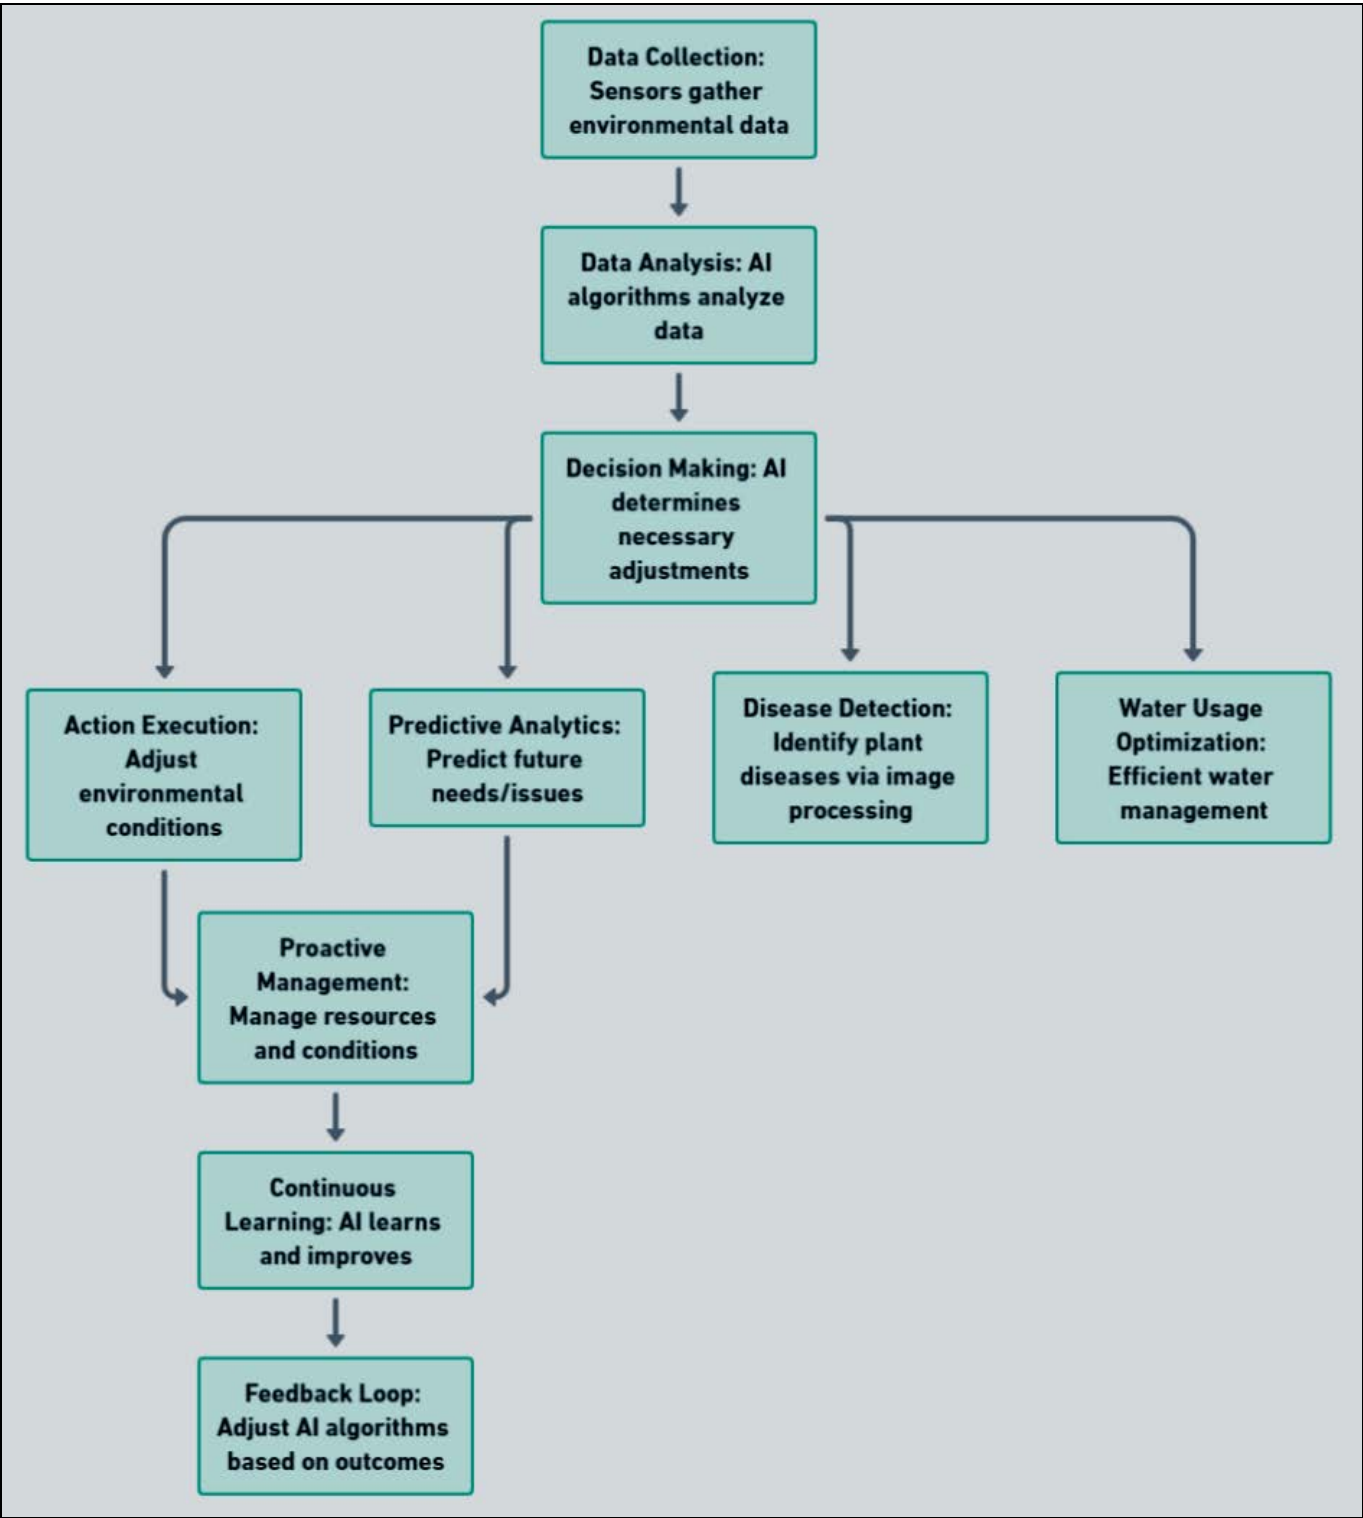 Data Collection:
Sensors gather
environmental data
Data Analysis: AI
algorithms analyze
data
Decision Making: AI
determines
necessary
adjustments
Action Execution:
Adjust
environmental
conditions
Predictive Analytics:
Predict future
needs/issues
Disease Detection:
Identify plant
diseases via image
processing
Water Usage
Optimization:
Efficient water
management
Proactive
Management:
Manage resources
and conditions
Continuous
Learning: AI learns
and improves
Feedback Loop:
Adjust AI algorithms
based on outcomes